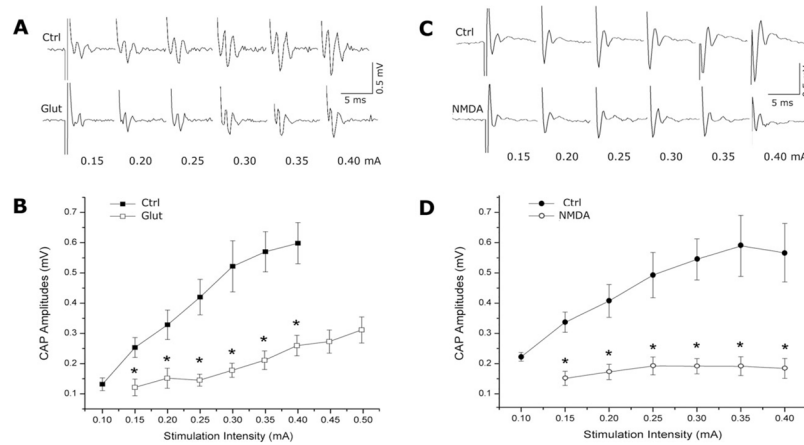 A
Ctrl
Glut
0.5 mV
5 ms
0.15 0.20 0.25 0.30 0.35 0.40 mA
B
Ctrl
Glut
CAP Amplitudes (mV)
0.7
0.6
0.5
0.4
0.3
0.2
0.1
* * * * * *
0.10 0.15 0.20 0.25 0.30 0.35 0.40 0.45 0.50
Stimulation Intensity (mA)
C
Ctrl
NMDA
5 ms
0.15 0.20 0.25 0.30 0.35 0.40 mA
D
Ctrl
NMDA
CAP Amplitudes (mV)
0.7
0.6
0.5
0.4
0.3
0.2
0.1
* * * * * *
0.10 0.15 0.20 0.25 0.30 0.35 0.40
Stimulation Intensity (mA)